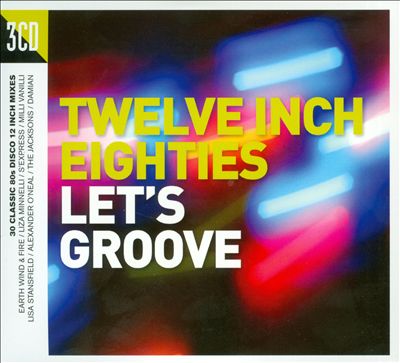 3CD
TWELVE INCH
EIGHTIES
LET'S
GROOVE
30 CLASSIC 80s DISCO 12 INCH MIXES
EARTH WIND & FIRE / LIZA MINNELLI / S'EXPRESS / MILLI VANILLI
LISA STANSFIELD / ALEXANDER O'NEAL / THE JACKSONS / DAMIAN